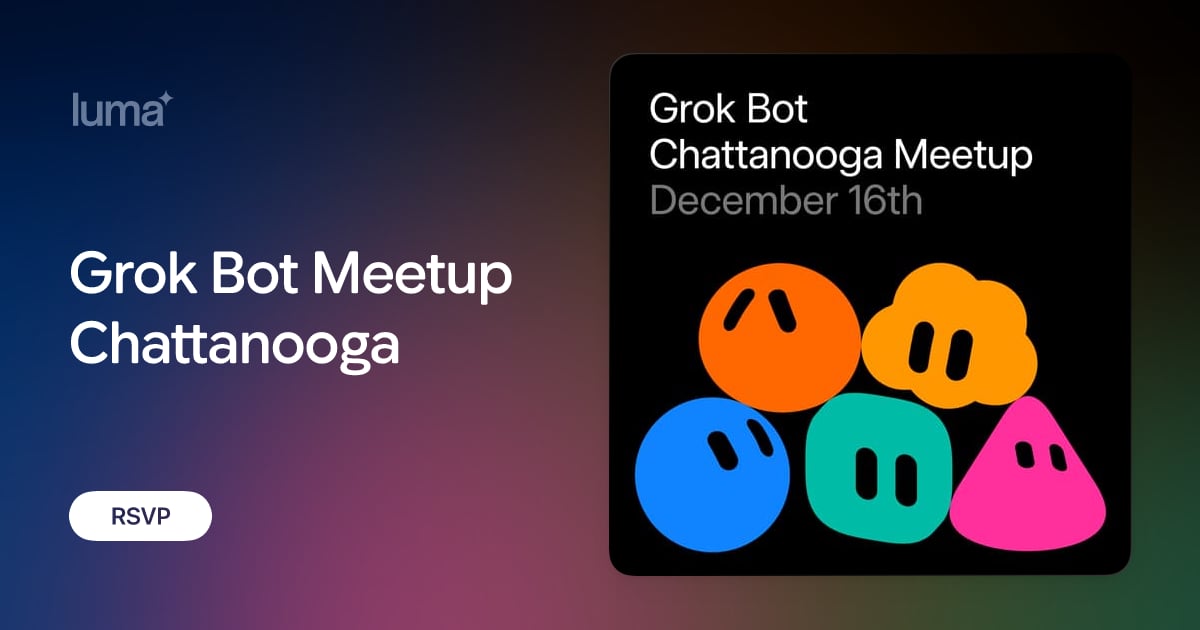 luma
Grok Bot Meetup
Chattanooga
RSVP
Grok Bot
Chattanooga Meetup
December 16th